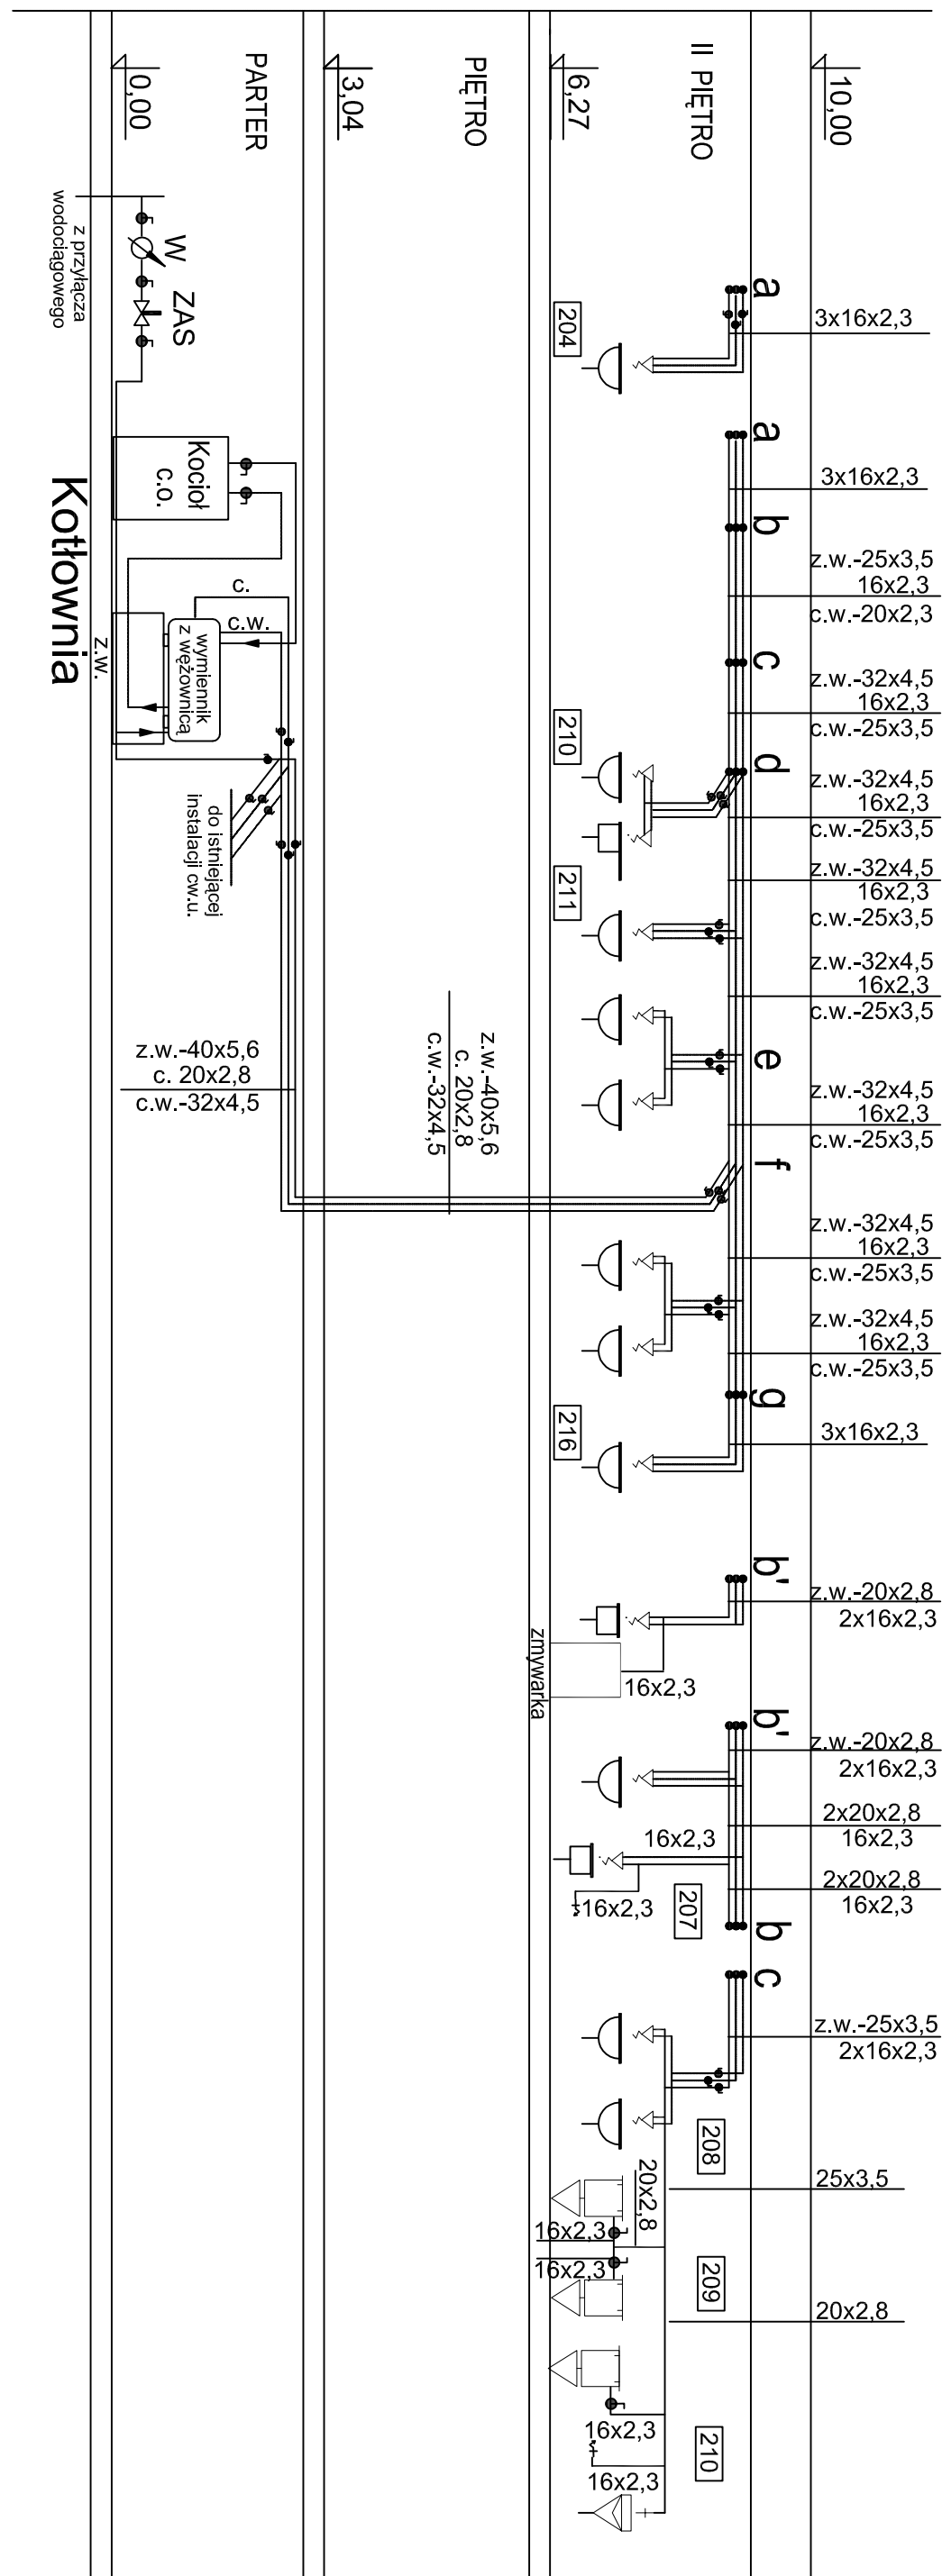 10,00
II PIĘTRO
6,27
PIĘTRO
3,04
PARTER
0,00
z przyłącza
wodociągowego
W
ZAS
Kocioł
c.o.
Kotłownia
z.w.
c.
c.w.
wymiennik
z wężownicą
do istniejącej
instalacji cw.u.
z.w.-40x5,6
c. 20x2,8
c.w.-32x4,5
z.w.-40x5,6
c. 20x2,8
c.w.-32x4,5
a
3x16x2,3
204
a
3x16x2,3
b
z.w.-25x3,5
16x2,3
c.w.-20x2,3
c
z.w.-32x4,5
16x2,3
c.w.-25x3,5
210
d
z.w.-32x4,5
16x2,3
c.w.-25x3,5
z.w.-32x4,5
16x2,3
c.w.-25x3,5
211
z.w.-32x4,5
16x2,3
c.w.-25x3,5
e
z.w.-32x4,5
16x2,3
c.w.-25x3,5
f
z.w.-32x4,5
16x2,3
c.w.-25x3,5
z.w.-32x4,5
16x2,3
c.w.-25x3,5
g
216
3x16x2,3
b'
z.w.-20x2,8
2x16x2,3
zmywarka
16x2,3
b'
z.w.-20x2,8
2x16x2,3
2x20x2,8
16x2,3
16x2,3
2x20x2,8
16x2,3
16x2,3
207
b
c
z.w.-25x3,5
2x16x2,3
208
20x2,8
25x3,5
16x2,3
16x2,3
209
20x2,8
16x2,3
210
16x2,3